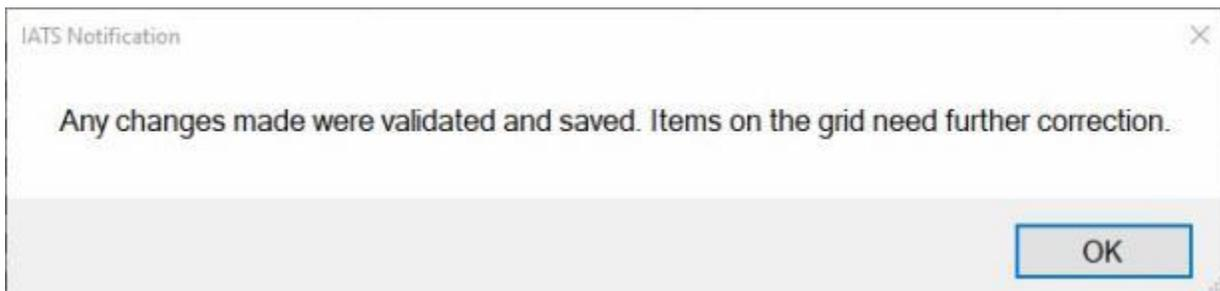 IATS Notification
Any changes made were validated and saved. Items on the grid need further correction.
OK